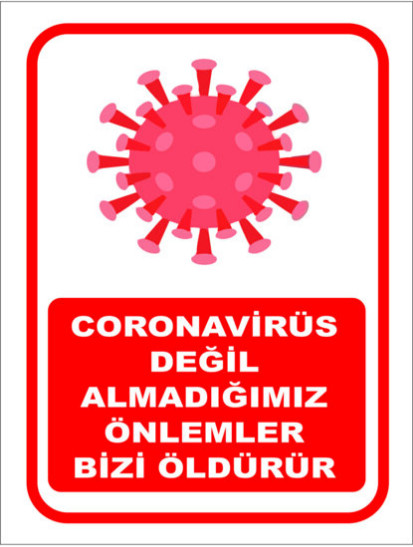 CORONAVİRÜS
DEĞİL
ALMADIĞIMIZ
ÖNLEMLER
BİZİ ÖLDÜRÜR